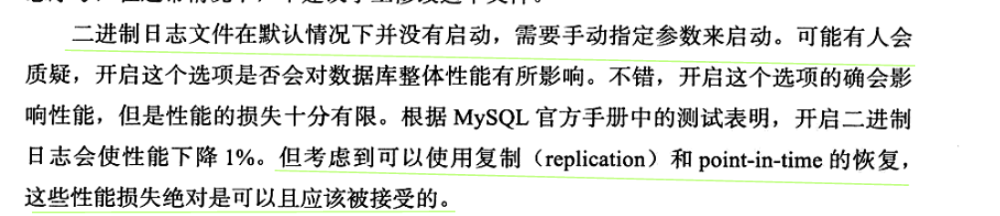 二进制日志文件在默认情况下并没有启动，需要手动指定参数来启动。可能有人会
质疑，开启这个选项是否会对数据库整体性能有所影响。不错，开启这个选项的确会影
响性能，但是性能的损失十分有限。根据 MySQL 官方手册中的测试表明，开启二进制
日志会使性能下降 1%。但考虑到可以使用复制（replication）和 point-in-time 的恢复，
这些性能损失绝对是可以且应该被接受的。